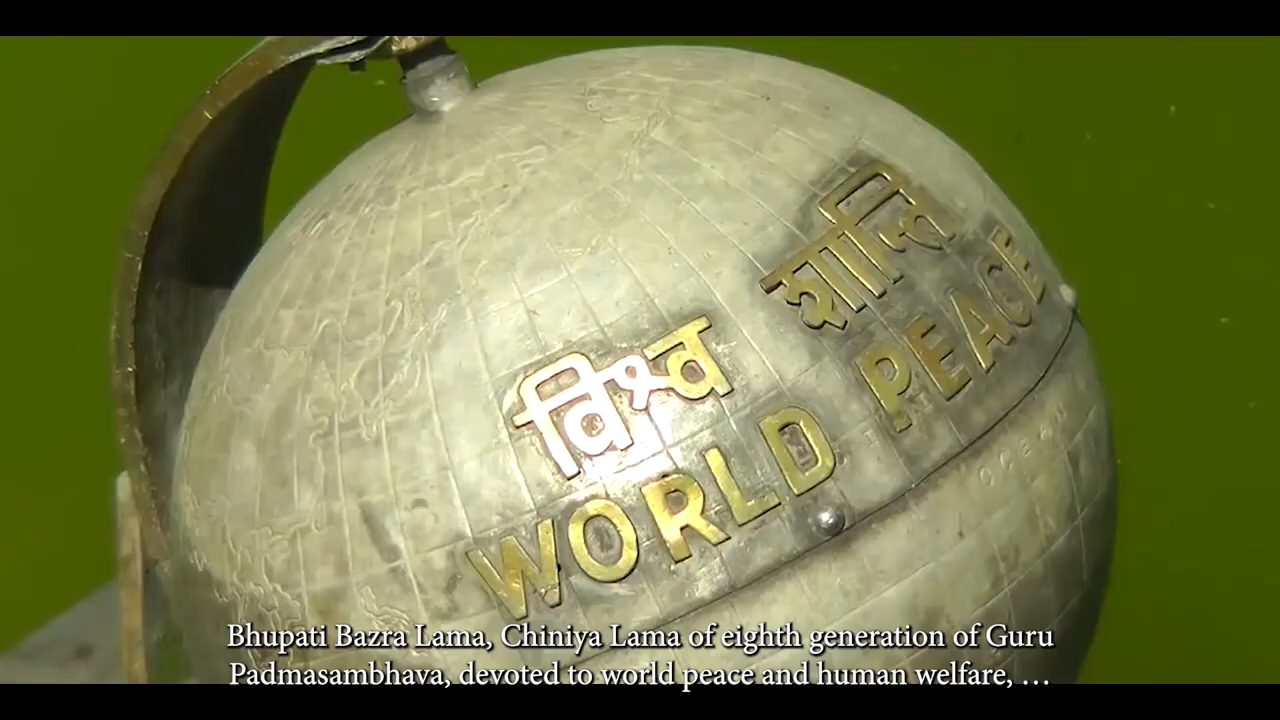 विश्व शान्ति
WORLD PEACE
OCEAN
Bhupati Bazra Lama, Chiniya Lama of eighth generation of Guru
Padmasambhava, devoted to world peace and human welfare, …